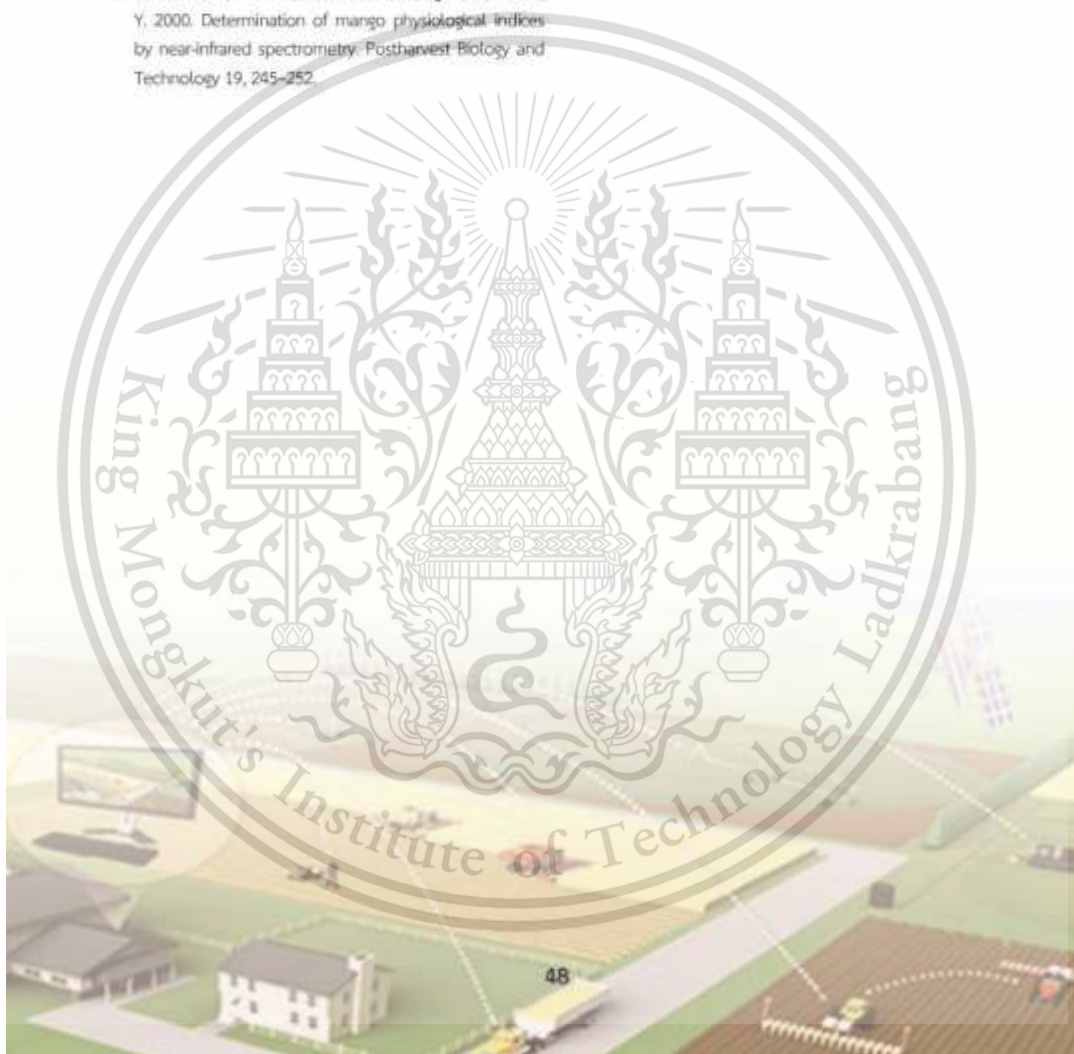 Y. 2000. Determination of mango physiological indices
by near-infrared spectrometry. Postharvest Biology and
Technology 19, 245–252.
King Mongkut's Institute of Technology Ladkrabang
48